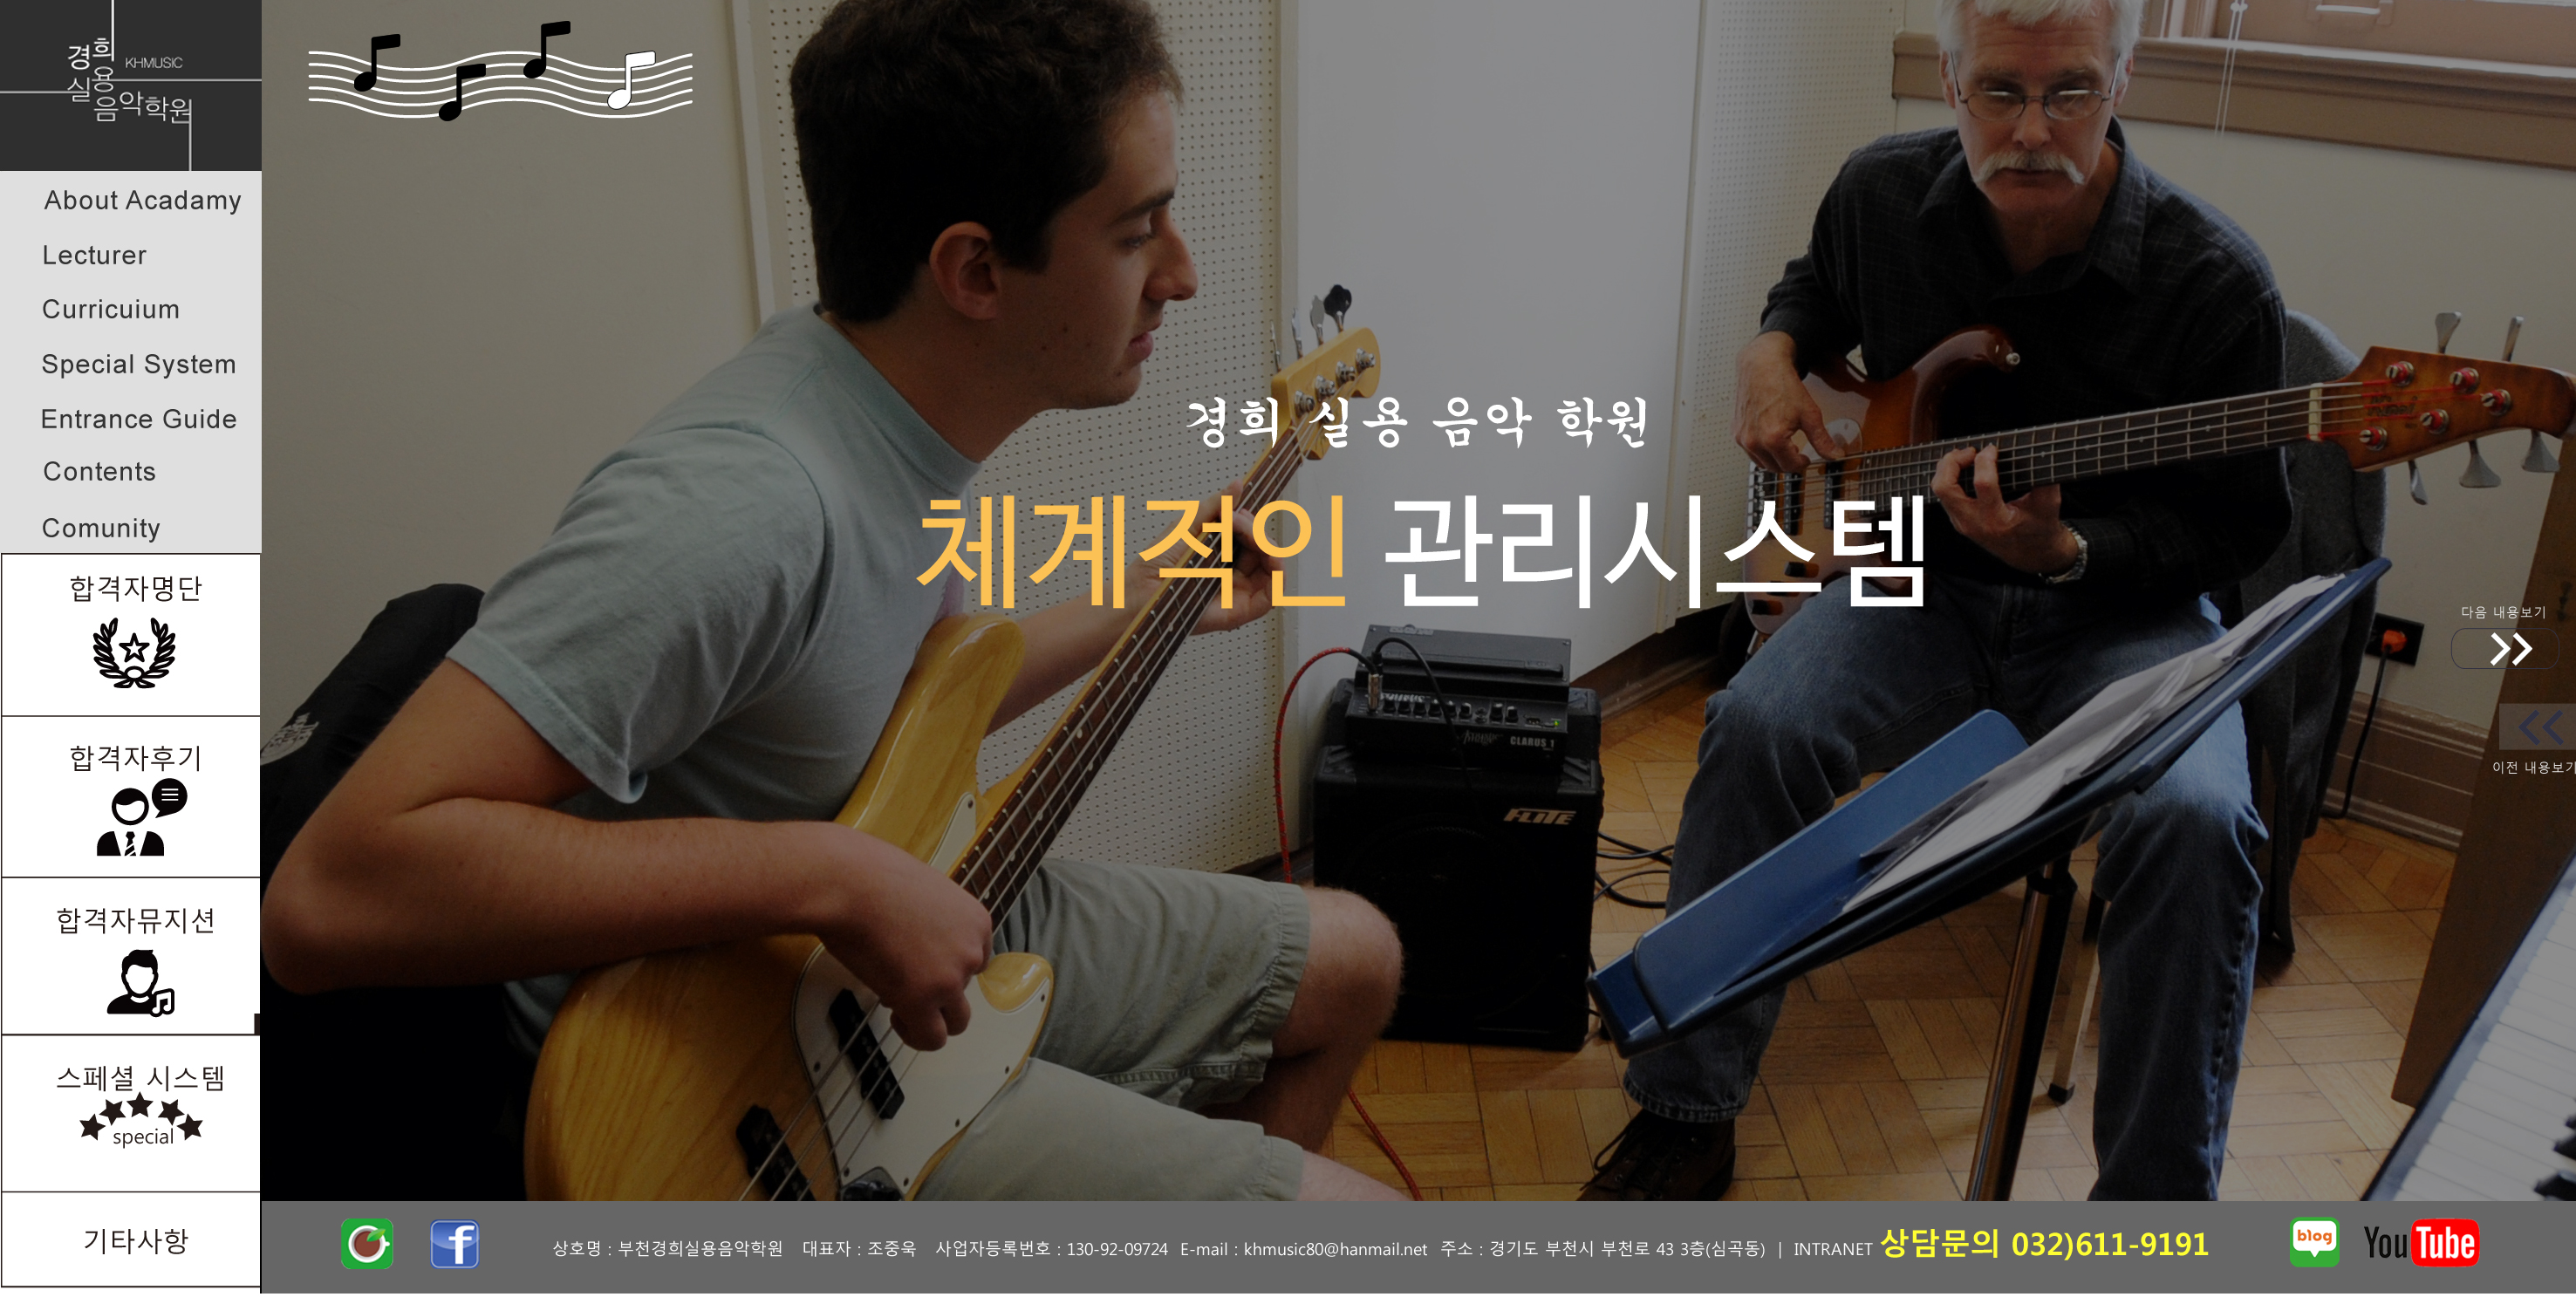 경희
KHMUSIC
실용
음악학원
About Acadamy
Lecturer
Curricuium
Special System
Entrance Guide
Contents
Comunity
합격자명단
합격자후기
합격자뮤지션
스페셜 시스템
special
기타사항
경희 실용 음악 학원
체계적인 관리시스템
CLARUS 1
FLITE
다음 내용보기
이전 내용보기
상호명 : 부천경희실용음악학원 대표자 : 조중욱 사업자등록번호 : 130-92-09724 E-mail : khmusic80@hanmail.net 주소 : 경기도 부천시 부천로 43 3층(심곡동) | INTRANET 상담문의 032)611-9191
blog
YouTube